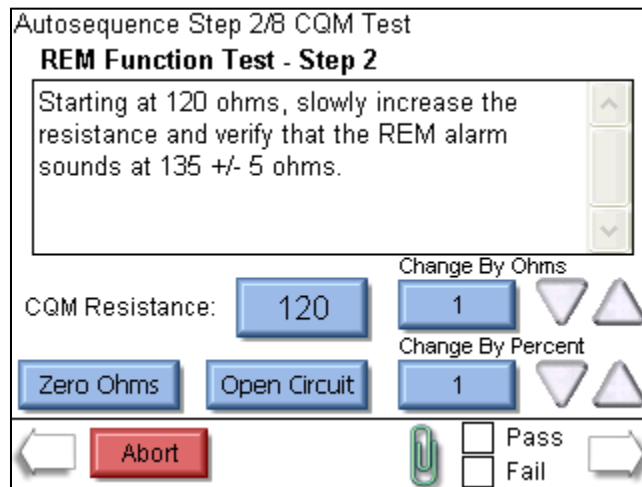 Autosequence Step 2/8 CQM Test
REM Function Test - Step 2
Starting at 120 ohms, slowly increase the
resistance and verify that the REM alarm
sounds at 135 +/- 5 ohms.
Change By Ohms
CQM Resistance: 120 1
Change By Percent
Zero Ohms Open Circuit 1
Abort
Pass
Fail